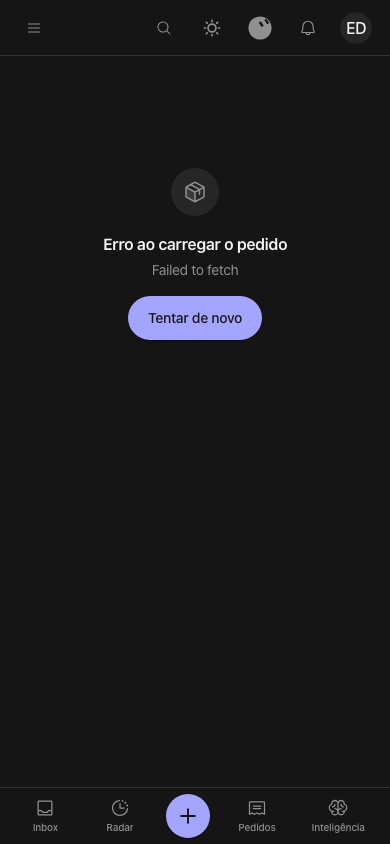 ED
Erro ao carregar o pedido
Failed to fetch
Tentar de novo
Inbox
Radar
Pedidos
Inteligência